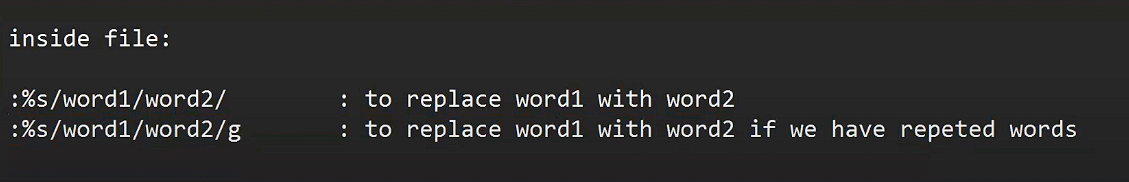 inside file:
:%s/word1/word2/ : to replace word1 with word2
:%s/word1/word2/g : to replace word1 with word2 if we have repeted words